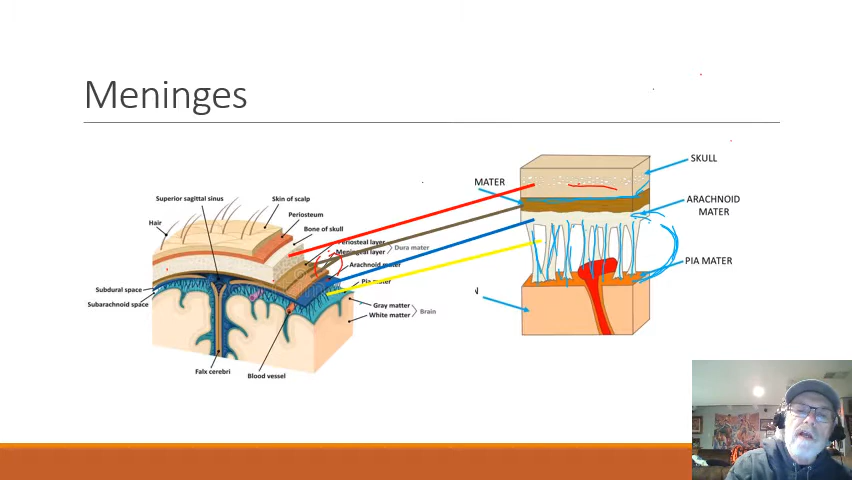 Meninges
Superior sagittal sinus
Skin of scalp
Periosteum
Hair
Bone of skull
Periosteal layer
Meningeal layer
Dura mater
Arachnoid mater
Subdural space
Subarachnoid space
Pia mater
Gray matter
White matter
Brain
Falx cerebri
Blood vessel
MATER
SKULL
ARACHNOID
MATER
PIA MATER
N